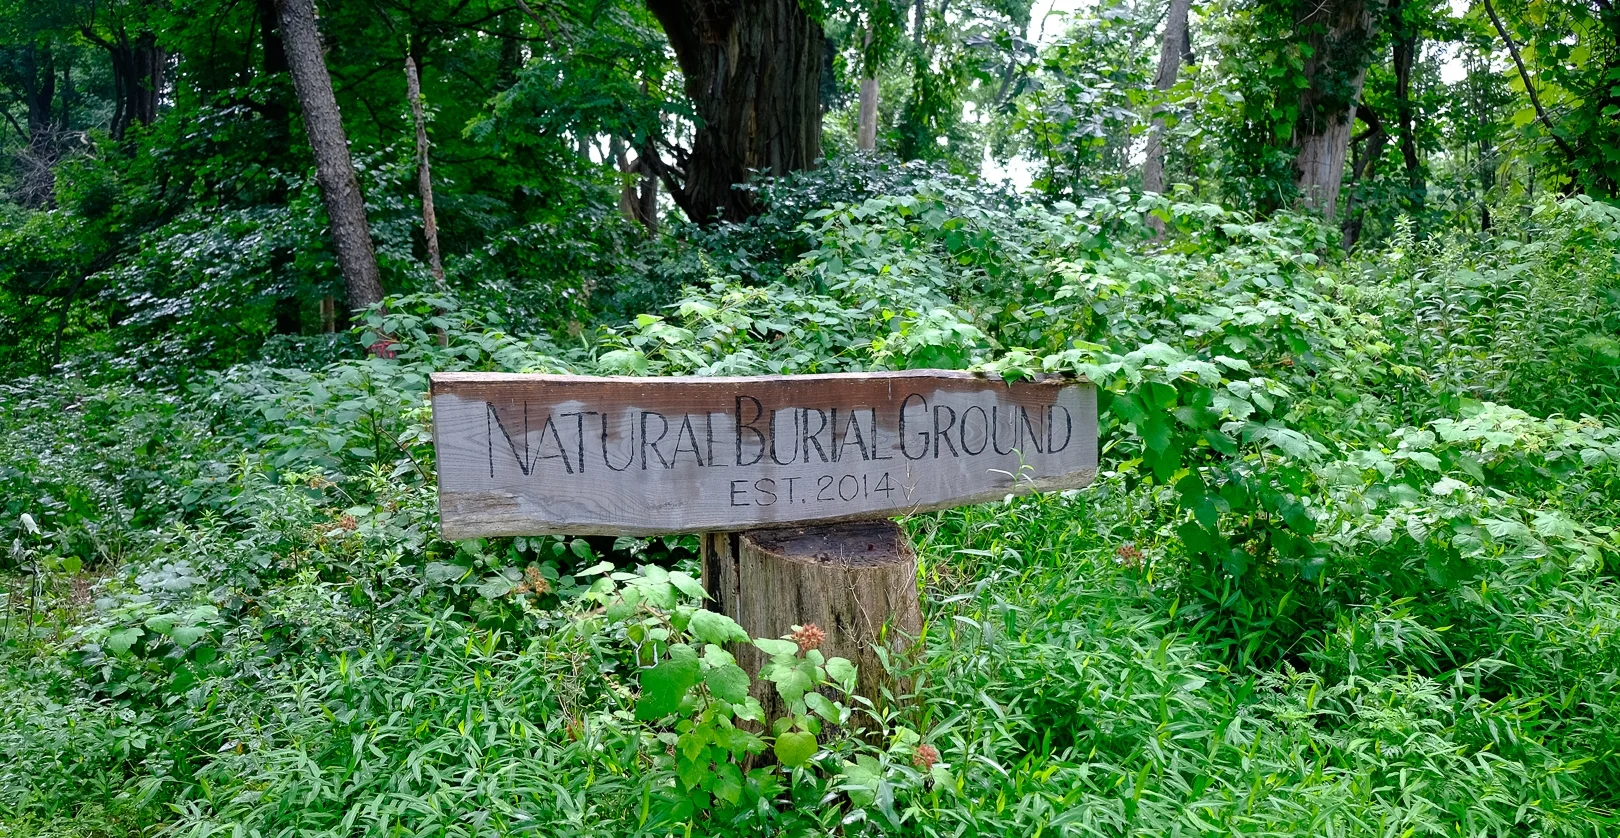 NATURAL BURIAL GROUND
EST. 2014